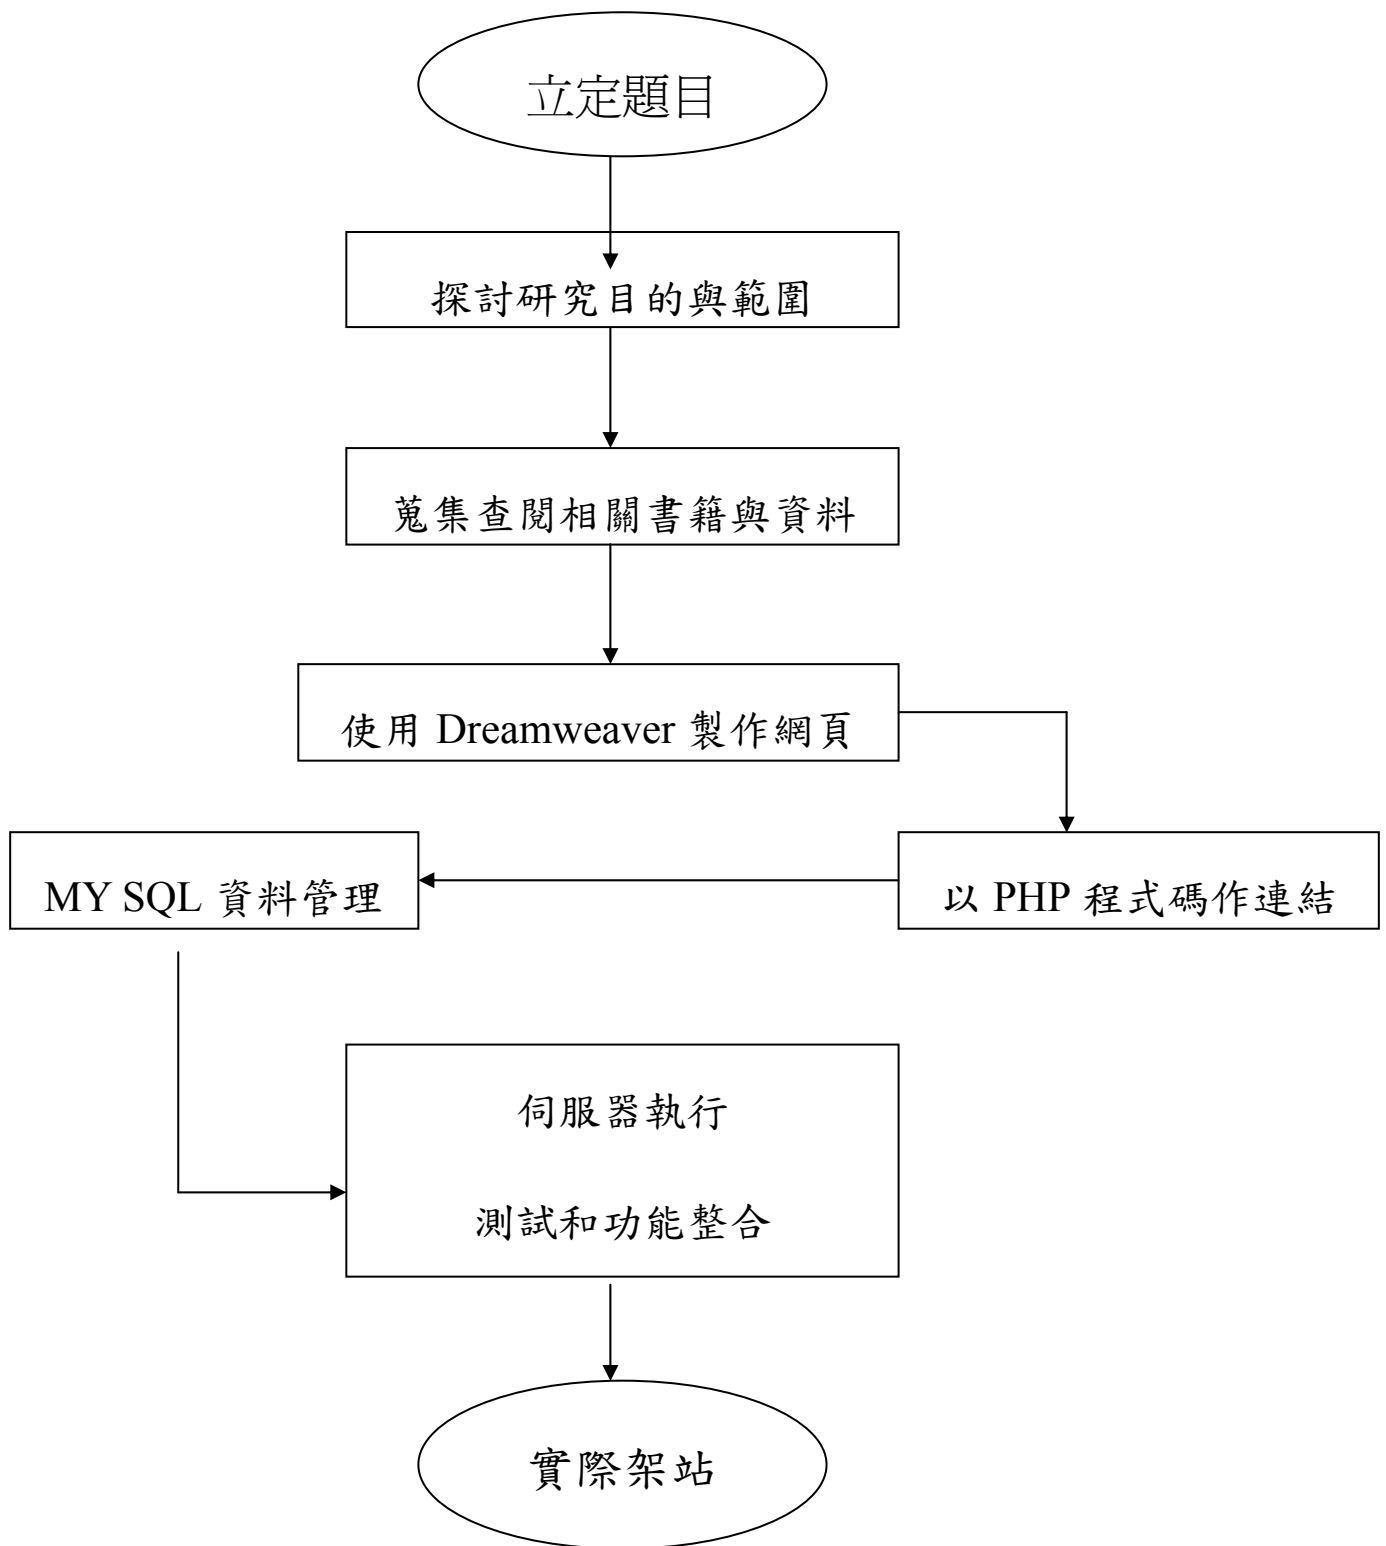 立定題目
探討研究目的與範圍
蒐集查閱相關書籍與資料
使用 Dreamweaver 製作網頁
MY SQL 資料管理
以 PHP 程式碼作連結
伺服器執行
測試和功能整合
實際架站